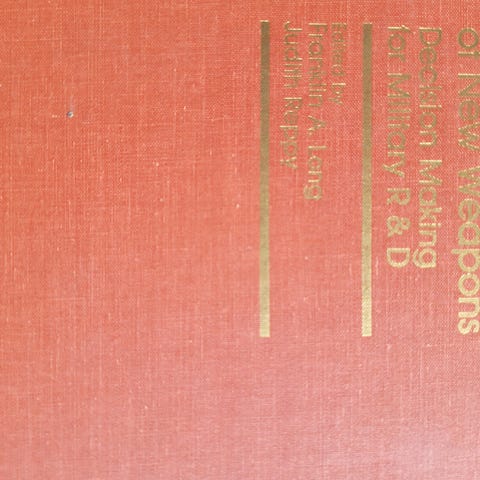 of New Weapons
Decision Making
for Military R & D
Edited by
Franklin A. Long
Judith Reppy